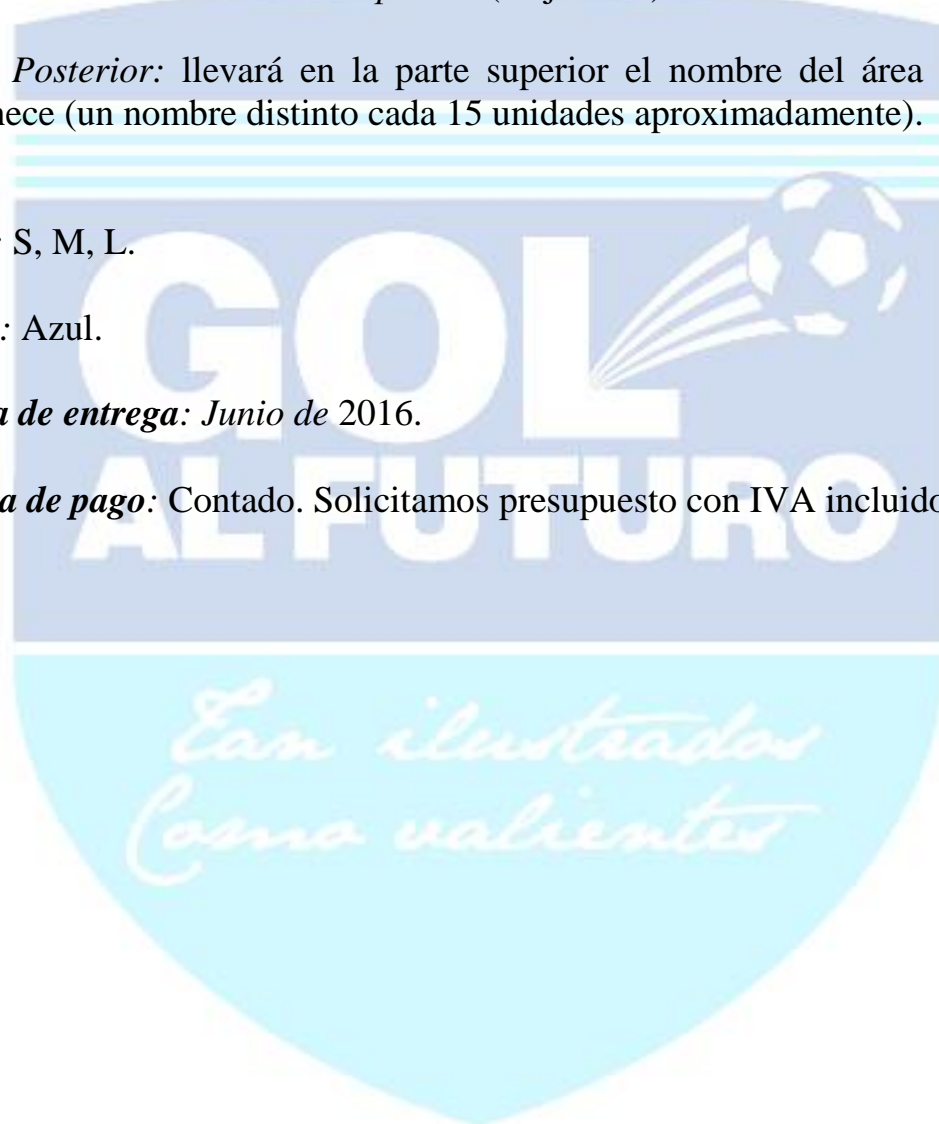 Posterior: llevará en la parte superior el nombre del área
nece (un nombre distinto cada 15 unidades aproximadamente).
: S, M, L.
: Azul.
a de entrega: Junio de 2016.
a de pago: Contado. Solicitamos presupuesto con IVA incluido
GOL
AL FUTURO
Tan ilustrados
Como valientes